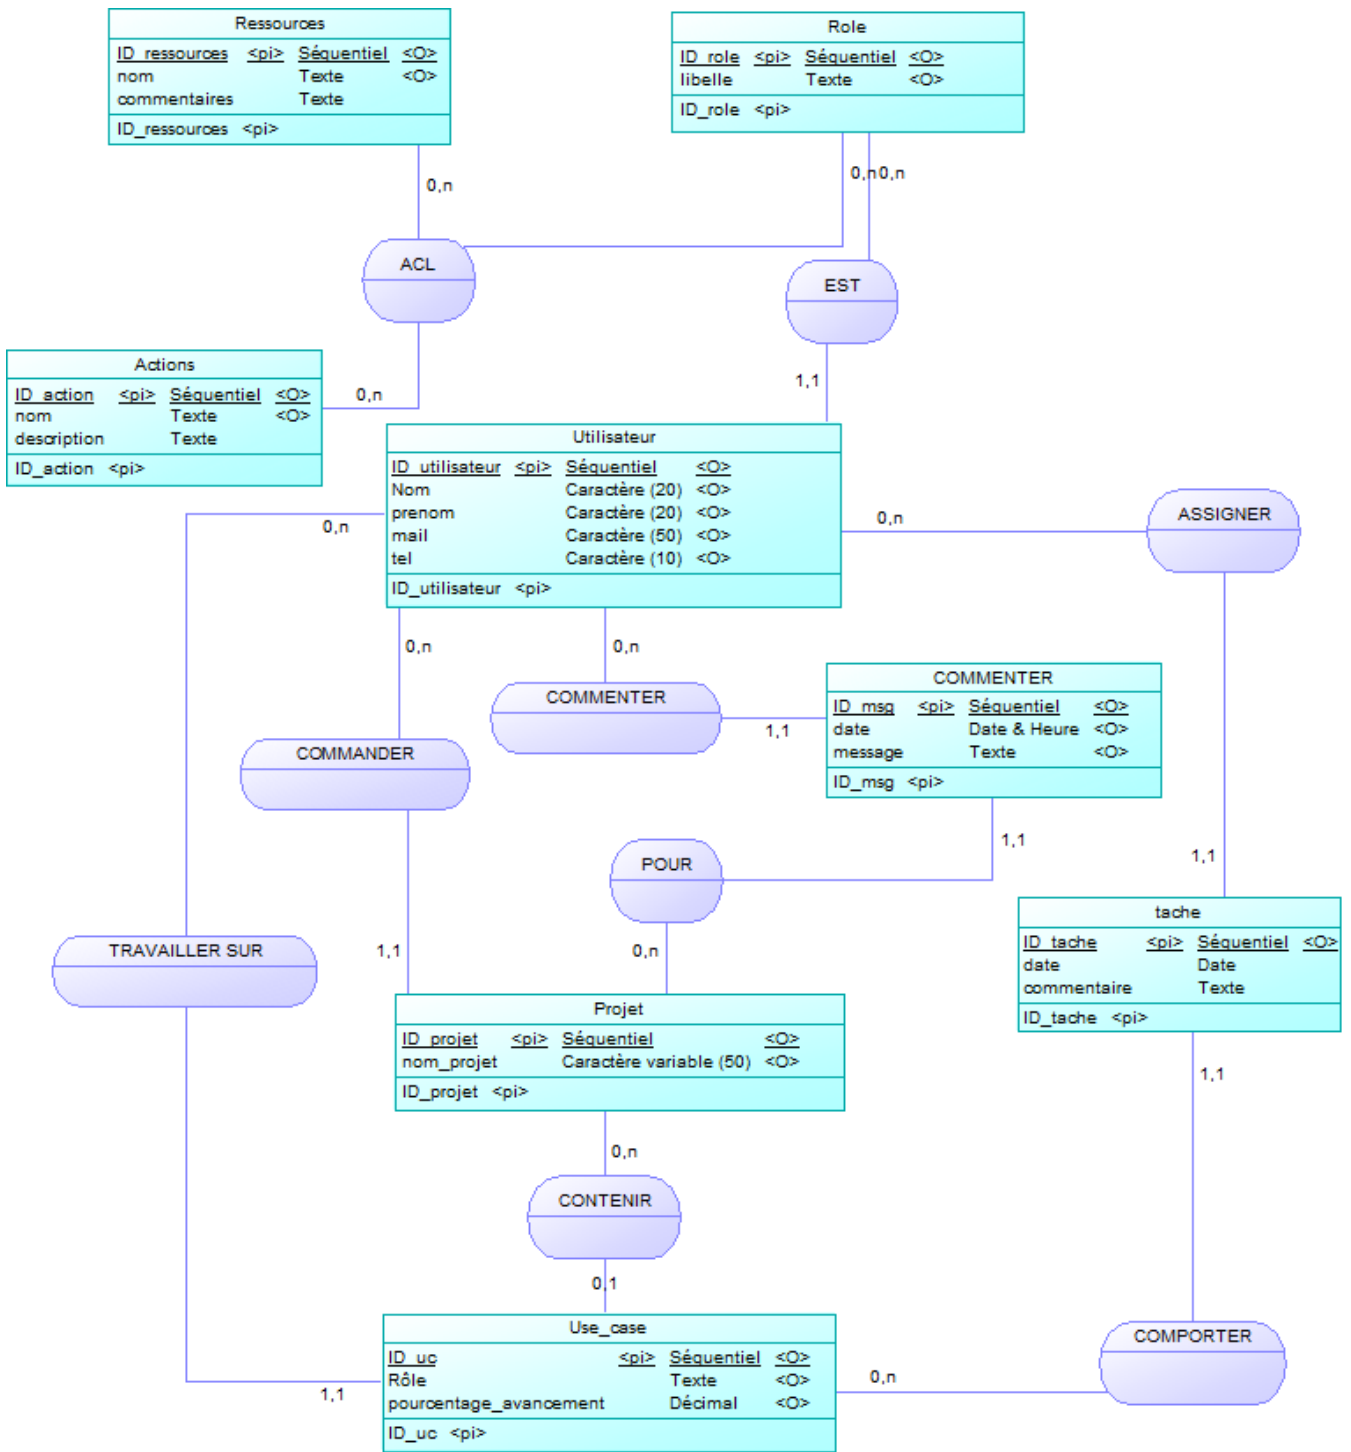 Ressources
ID_ressources <pi> Séquentiel <O>
nom Texte <O>
commentaires Texte
ID_ressources <pi>
Role
ID_role <pi> Séquentiel <O>
libelle Texte <O>
ID_role <pi>
0,n
0,n
0,n
ACL
EST
1,1
Actions
ID_action <pi> Séquentiel <O>
nom Texte <O>
description Texte
ID_action <pi>
0,n
Utilisateur
ID_utilisateur <pi> Séquentiel <O>
Nom Caractère (20) <O>
prenom Caractère (20) <O>
mail Caractère (50) <O>
tel Caractère (10) <O>
ID_utilisateur <pi>
0,n
0,n
ASSIGNER
0,n
0,n
COMMENTER
1,1
COMMENTER
ID_msg <pi> Séquentiel <O>
date Date & Heure <O>
message Texte <O>
ID_msg <pi>
COMMANDER
1,1
POUR
1,1
0,n
1,1
TRAVAILLER SUR
tache
ID_tache <pi> Séquentiel <O>
date Date
commentaire Texte
ID_tache <pi>
Projet
ID_projet <pi> Séquentiel <O>
nom_projet Caractère variable (50) <O>
ID_projet <pi>
1,1
0,n
CONTENIR
0,1
Use_case
ID_uc <pi> Séquentiel <O>
Rôle Texte <O>
pourcentage_avancement Décimal <O>
ID_uc <pi>
1,1
0,n
COMPORTER